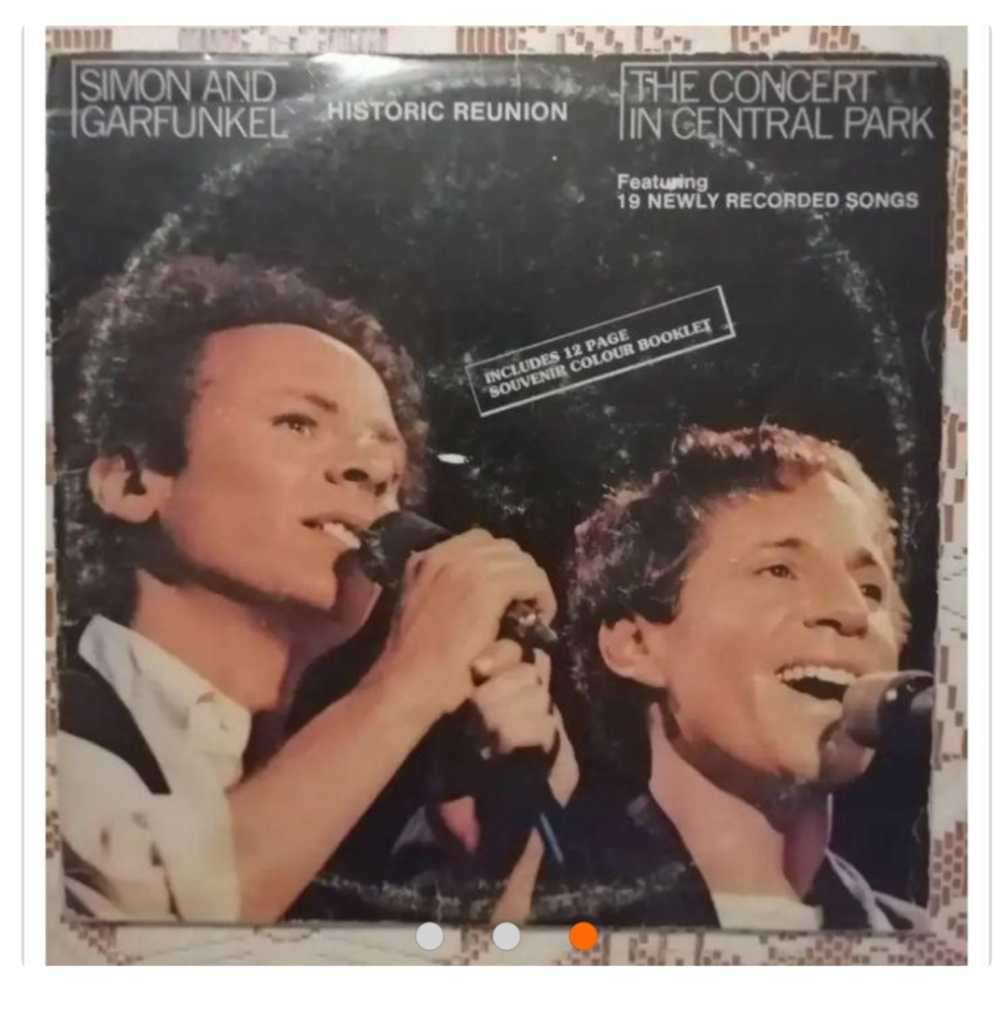 SIMON AND
GARFUNKEL
HISTORIC REUNION
THE CONCERT
IN CENTRAL PARK
Featuring
19 NEWLY RECORDED SONGS
INCLUDES 12 PAGE
SOUVENIR COLOUR BOOKLET